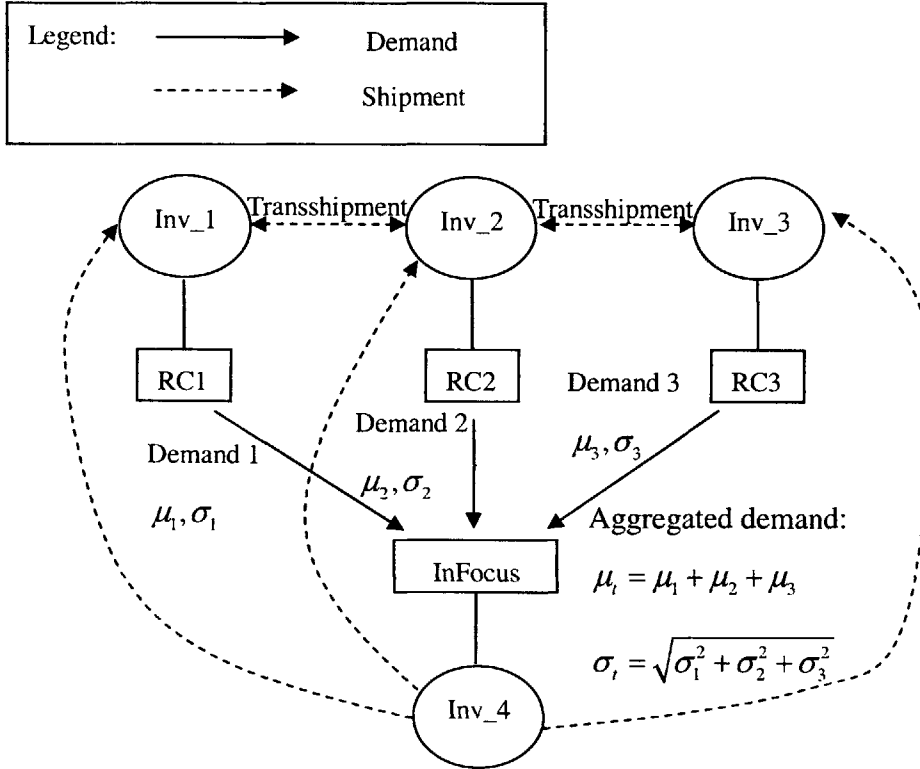 Legend:
Demand
Shipment
Inv_1
Transshipment
Inv_2
Transshipment
Inv_3
RC1
RC2
Demand 3
RC3
Demand 1
Demand 2
μ₃, σ₃
μ₂, σ₂
μ₁, σ₁
Aggregated demand:
InFocus
μₜ = μ₁ + μ₂ + μ₃
σₜ = √(σ₁² + σ₂² + σ₃²)
Inv_4